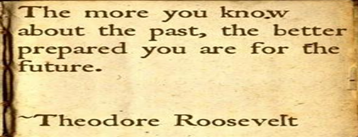 The more you know
about the past, the better
prepared you are for the
future.
~Theodore Roosevelt